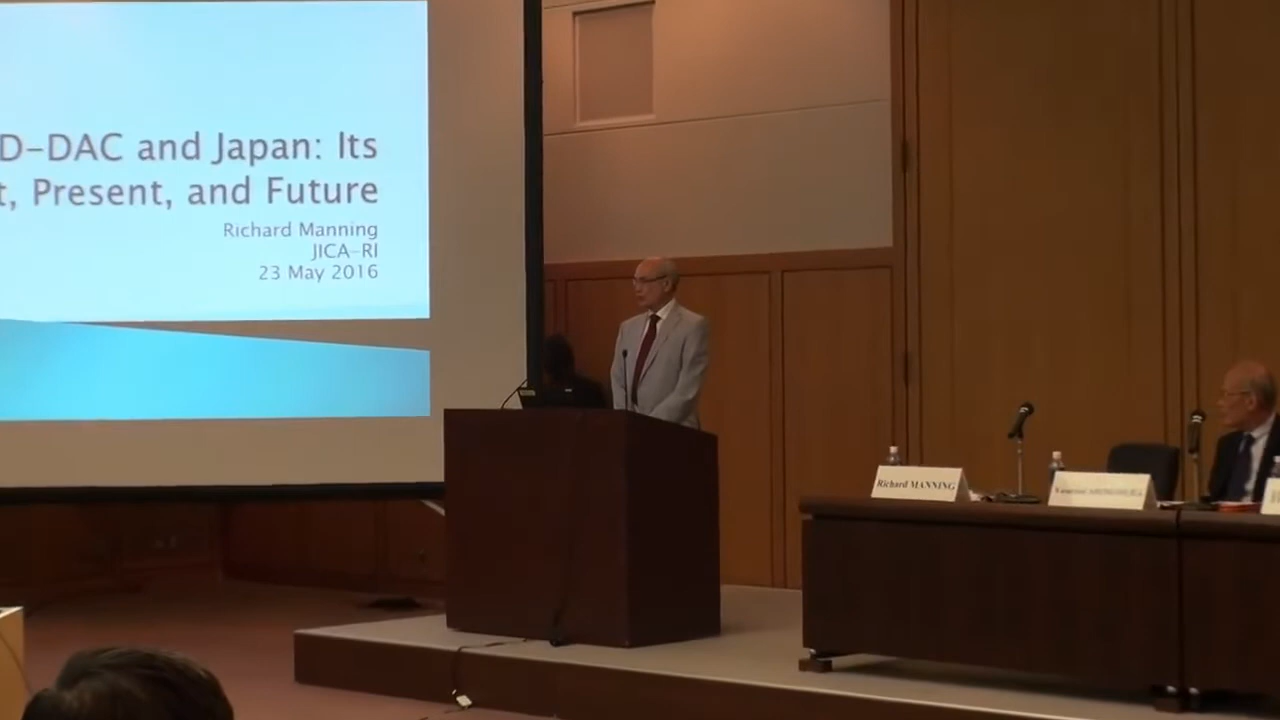 D-DAC and Japan: Its
t, Present, and Future
Richard Manning
JICA-RI
23 May 2016
Richard MANNING